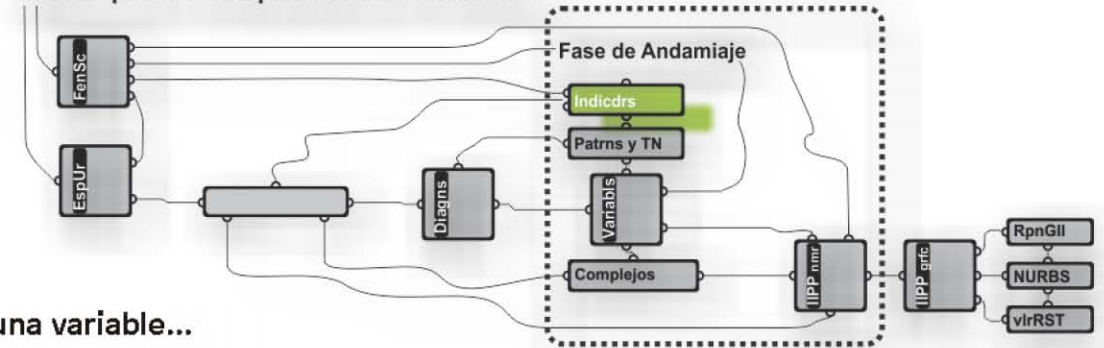 FenSc
EspUr
Diagns
Fase de Andamiaje
Indicdrs
Patrns y TN
Variabls
Complejos
IIPP nmr
IIPP grfc
RpnGII
NURBS
vlrRST
una variable...